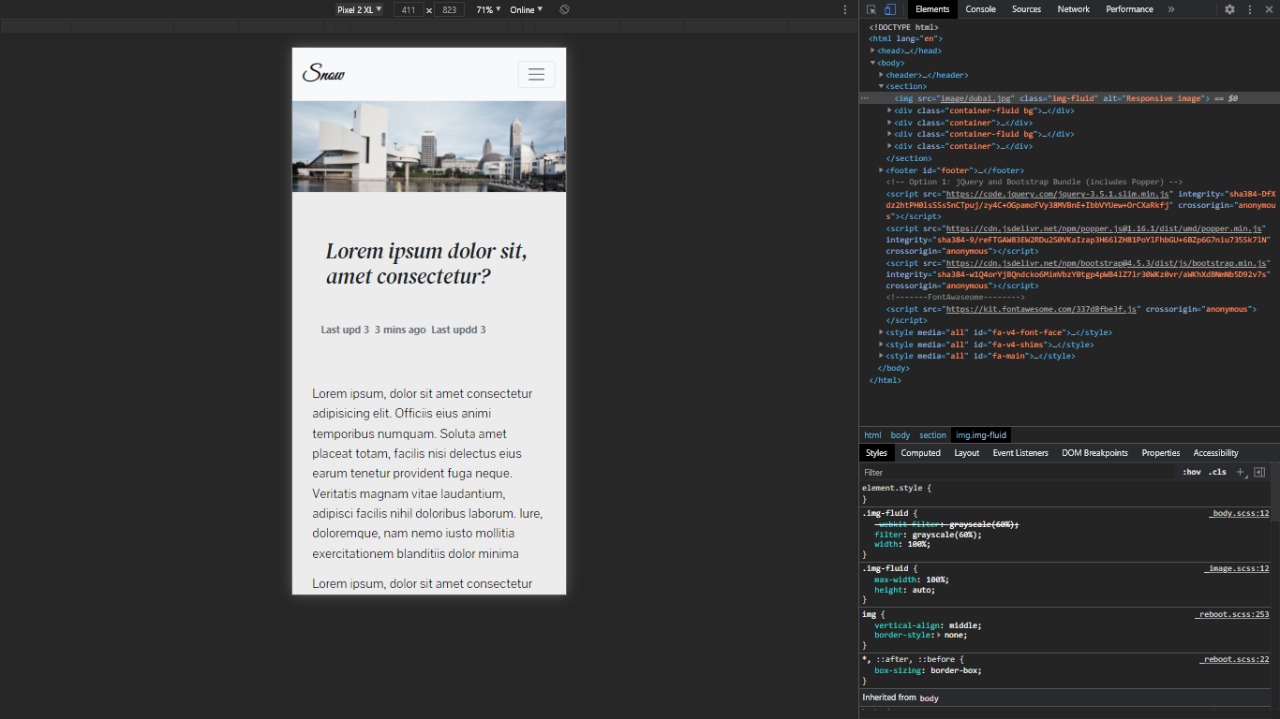 Pixel 2 XL ▼ 411 × 823 71% ▼ Online ▼
Elements Console Sources Network Performance »
Snow
Lorem ipsum dolor sit,
amet consectetur?
Last upd 3 3 mins ago Last updd 3
Lorem ipsum, dolor sit amet consectetur
adipisicing elit. Officiis eius animi
temporibus numquam. Soluta amet
placeat totam, facilis nisi delectus eius
earum tenetur provident fuga neque.
Veritatis magnam vitae laudantium,
adipisci facilis nihil doloribus laborum. Iure,
doloremque, nam nemo iusto mollitia
exercitationem blanditiis dolor minima
Lorem ipsum, dolor sit amet consectetur
<!DOCTYPE html>
<html lang="en">
<head>…</head>
<body>
<header>…</header>
<section>
<img src="image/dubai.jpg" class="img-fluid" alt="Responsive image"> == $0
<div class="container-fluid bg">…</div>
<div class="container">…</div>
<div class="container-fluid bg">…</div>
<div class="container">…</div>
</section>
<footer id="footer">…</footer>
<!-- Option 1: jQuery and Bootstrap Bundle (includes Popper) -->
<script src="https://code.jquery.com/jquery-3.5.1.slim.min.js" integrity="sha384-DfX
dz2htPH0lsSSs5nCTpuj/zy4C+OGpamoFVy38MVBnE+IbbVYUew+OrCXaRkfj" crossorigin="anonymou
s"></script>
<script src="https://cdn.jsdelivr.net/npm/popper.js@1.16.1/dist/umd/popper.min.js"
integrity="sha384-9/reFTGAW83EW2RDu2S0VKaIzap3H66lZH81PoYlFhbGU+6BZp6G7niu735Sk7lN"
crossorigin="anonymous"></script>
<script src="https://cdn.jsdelivr.net/npm/bootstrap@4.5.3/dist/js/bootstrap.min.js"
integrity="sha384-w1Q4orYjBQndcko6MimVbzY0tgp4pWB4lZ7lr30WKz0vr/aWKhXdBNmNb5D92v7s"
crossorigin="anonymous"></script>
<!-------FontAwaseome-------->
<script src="https://kit.fontawesome.com/337d8fbe3f.js" crossorigin="anonymous">
</script>
<style media="all" id="fa-v4-font-face">…</style>
<style media="all" id="fa-v4-shims">…</style>
<style media="all" id="fa-main">…</style>
</body>
</html>
html body section img.img-fluid
Styles Computed Layout Event Listeners DOM Breakpoints Properties Accessibility
Filter :hov .cls +
element.style {
}
.img-fluid { _body.scss:12
-webkit-filter: grayscale(60%);
filter: grayscale(60%);
width: 100%;
}
.img-fluid { _image.scss:12
max-width: 100%;
height: auto;
}
img { _reboot.scss:253
vertical-align: middle;
border-style: none;
}
*, ::after, ::before { _reboot.scss:22
box-sizing: border-box;
}
Inherited from body